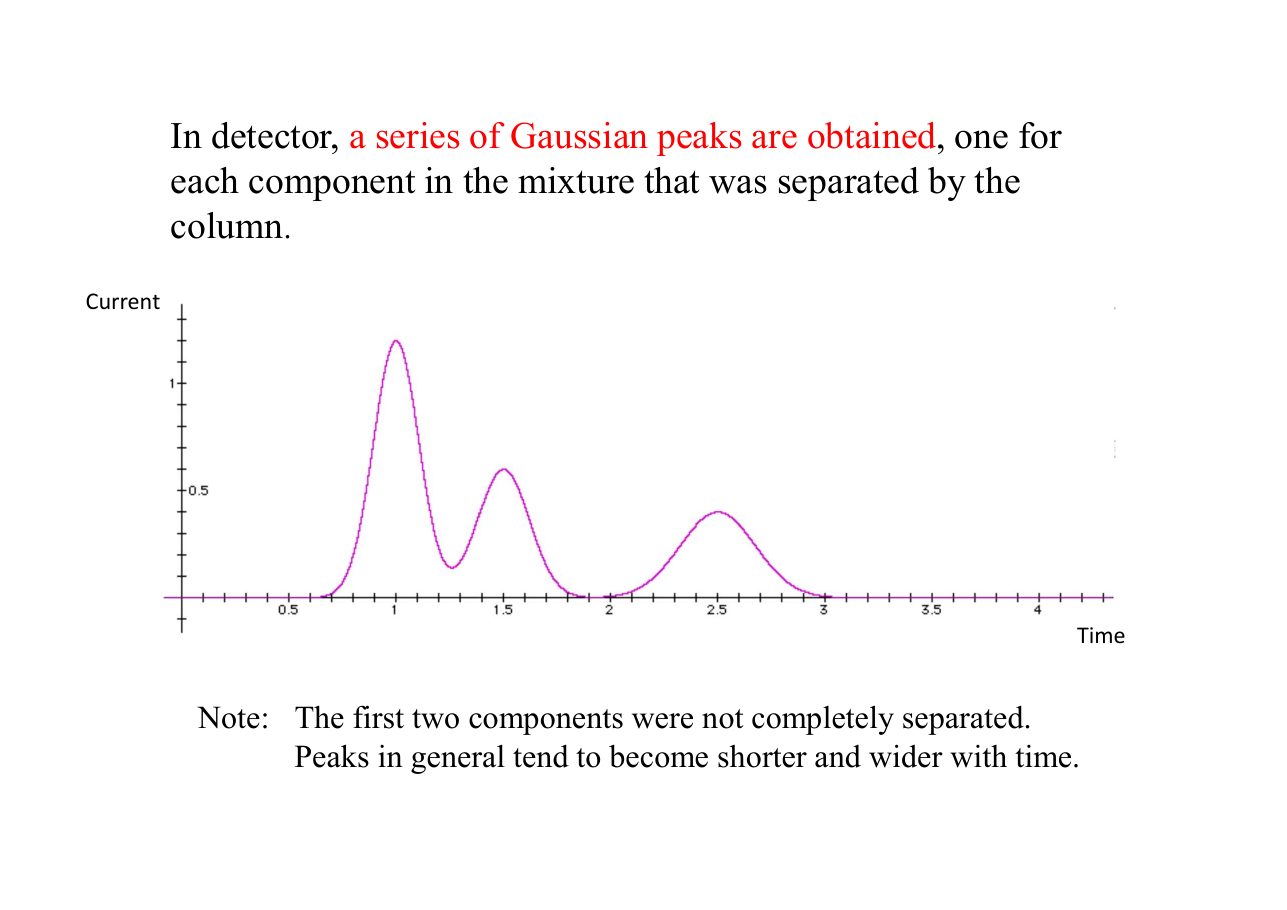 In detector, a series of Gaussian peaks are obtained, one for
each component in the mixture that was separated by the
column.
Current
1
0.5
0.5 1 1.5 2 2.5 3 3.5 4
Time
Note: The first two components were not completely separated.
Peaks in general tend to become shorter and wider with time.